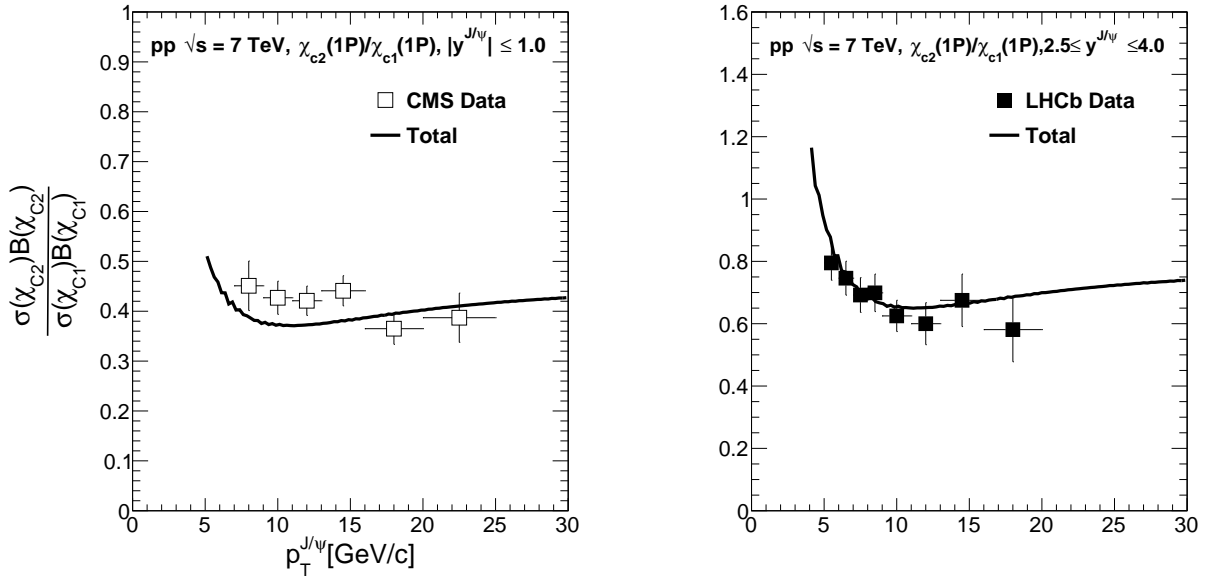 pp √s = 7 TeV, χc2(1P)/χc1(1P), |y^J/ψ| ≤ 1.0
CMS Data
Total
1
0.9
0.8
0.7
0.6
0.5
0.4
0.3
0.2
0.1
0
σ(χC2)B(χC2)
σ(χC1)B(χC1)
0 5 10 15 20 25 30
pT^J/ψ[GeV/c]
pp √s = 7 TeV, χc2(1P)/χc1(1P),2.5≤ y^J/ψ ≤4.0
LHCb Data
Total
1.6
1.4
1.2
1
0.8
0.6
0.4
0.2
0
0 5 10 15 20 25 30